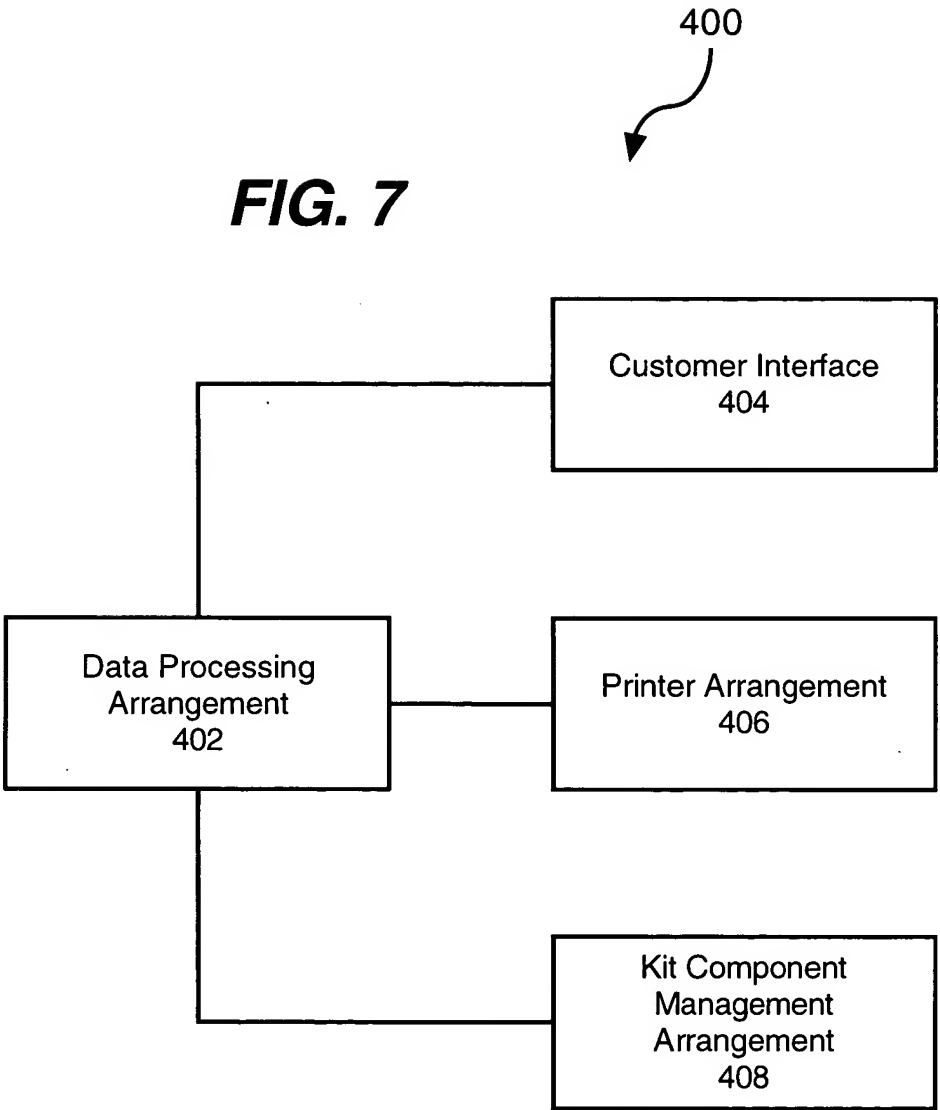 400
FIG. 7
Customer Interface
404
Data Processing
Arrangement
402
Printer Arrangement
406
Kit Component
Management
Arrangement
408